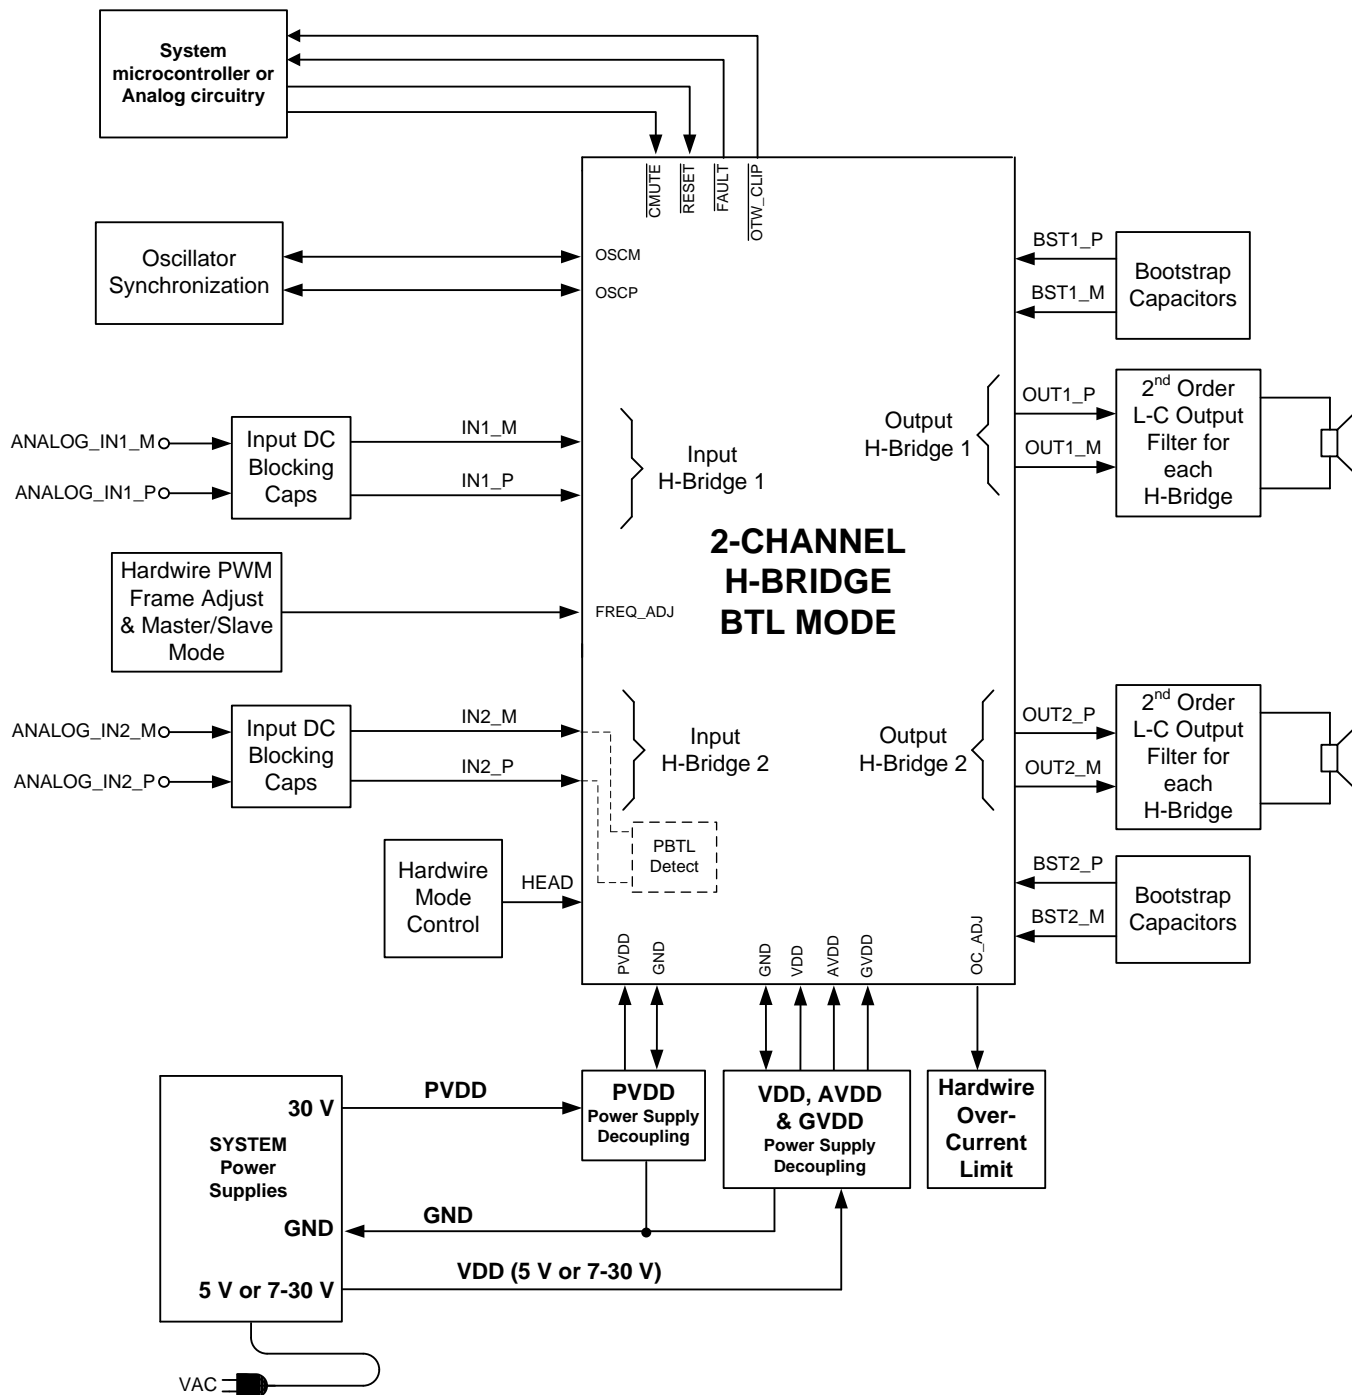 System
microcontroller or
Analog circuitry
CMUTE
RESET
FAULT
OTW_CLIP
Oscillator
Synchronization
OSCM
OSCP
BST1_P
BST1_M
Bootstrap
Capacitors
ANALOG_IN1_M
ANALOG_IN1_P
Input DC
Blocking
Caps
IN1_M
IN1_P
Input
H-Bridge 1
Output
H-Bridge 1
OUT1_P
OUT1_M
2nd Order
L-C Output
Filter for
each
H-Bridge
2-CHANNEL
H-BRIDGE
BTL MODE
Hardwire PWM
Frame Adjust
& Master/Slave
Mode
FREQ_ADJ
ANALOG_IN2_M
ANALOG_IN2_P
Input DC
Blocking
Caps
IN2_M
IN2_P
Input
H-Bridge 2
Output
H-Bridge 2
OUT2_P
OUT2_M
2nd Order
L-C Output
Filter for
each
H-Bridge
PBTL
Detect
Hardwire
Mode
Control
HEAD
BST2_P
BST2_M
Bootstrap
Capacitors
PVDD
GND
GND
VDD
AVDD
GVDD
OC_ADJ
30 V
SYSTEM
Power
Supplies
GND
5 V or 7-30 V
PVDD
PVDD
Power Supply
Decoupling
VDD, AVDD
& GVDD
Power Supply
Decoupling
Hardwire
Over-
Current
Limit
GND
VDD (5 V or 7-30 V)
VAC